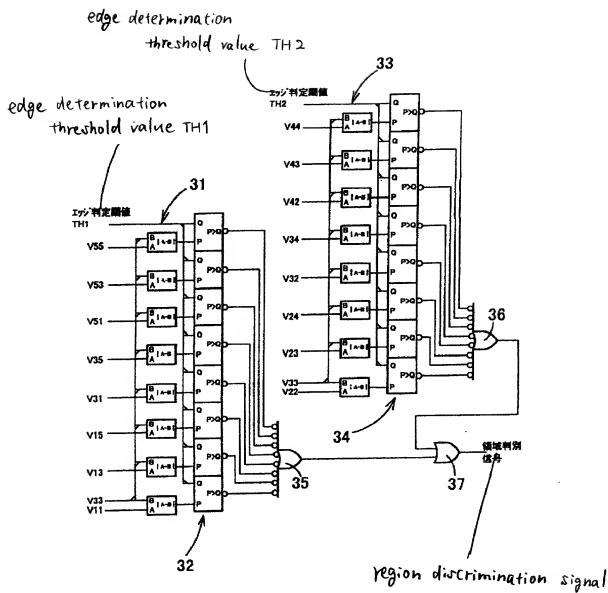 edge determination
threshold value TH2
33
エッジ判定閾値
TH2
edge determination
threshold value TH1
31
エッジ判定閾値
TH1
V44
V43
V42
V34
V32
V24
V23
V33
V22
B
A
|A-B|
Q
P
P>Q
B
A
|A-B|
Q
P
P>Q
B
A
|A-B|
Q
P
P>Q
B
A
|A-B|
Q
P
P>Q
B
A
|A-B|
Q
P
P>Q
B
A
|A-B|
Q
P
P>Q
B
A
|A-B|
Q
P
P>Q
B
A
|A-B|
Q
P
P>Q
34
36
V55
V53
V51
V35
V31
V15
V13
V33
V11
B
A
|A-B|
Q
P
P>Q
B
A
|A-B|
Q
P
P>Q
B
A
|A-B|
Q
P
P>Q
B
A
|A-B|
Q
P
P>Q
B
A
|A-B|
Q
P
P>Q
B
A
|A-B|
Q
P
P>Q
B
A
|A-B|
Q
P
P>Q
B
A
|A-B|
Q
P
P>Q
32
35
37
領域判別
信号
region discrimination signal